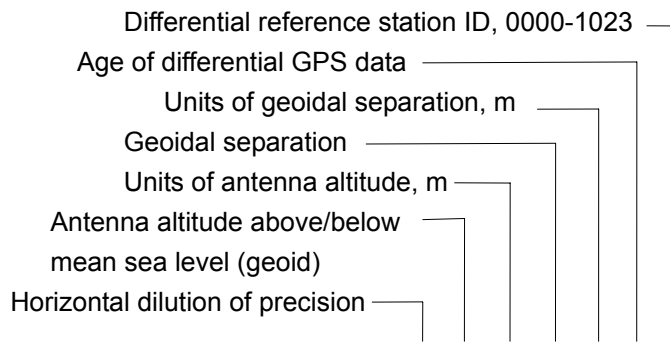 Differential reference station ID, 0000-1023
Age of differential GPS data
Units of geoidal separation, m
Geoidal separation
Units of antenna altitude, m
Antenna altitude above/below
mean sea level (geoid)
Horizontal dilution of precision